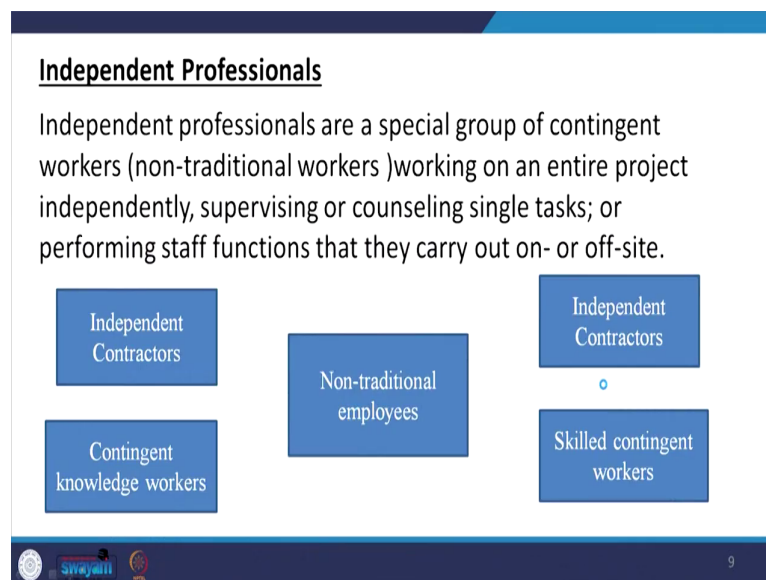 Independent Professionals
Independent professionals are a special group of contingent
workers (non-traditional workers )working on an entire project
independently, supervising or counseling single tasks; or
performing staff functions that they carry out on- or off-site.
Independent
Contractors
Contingent
knowledge workers
Non-traditional
employees
Independent
Contractors
Skilled contingent
workers
swayam
9